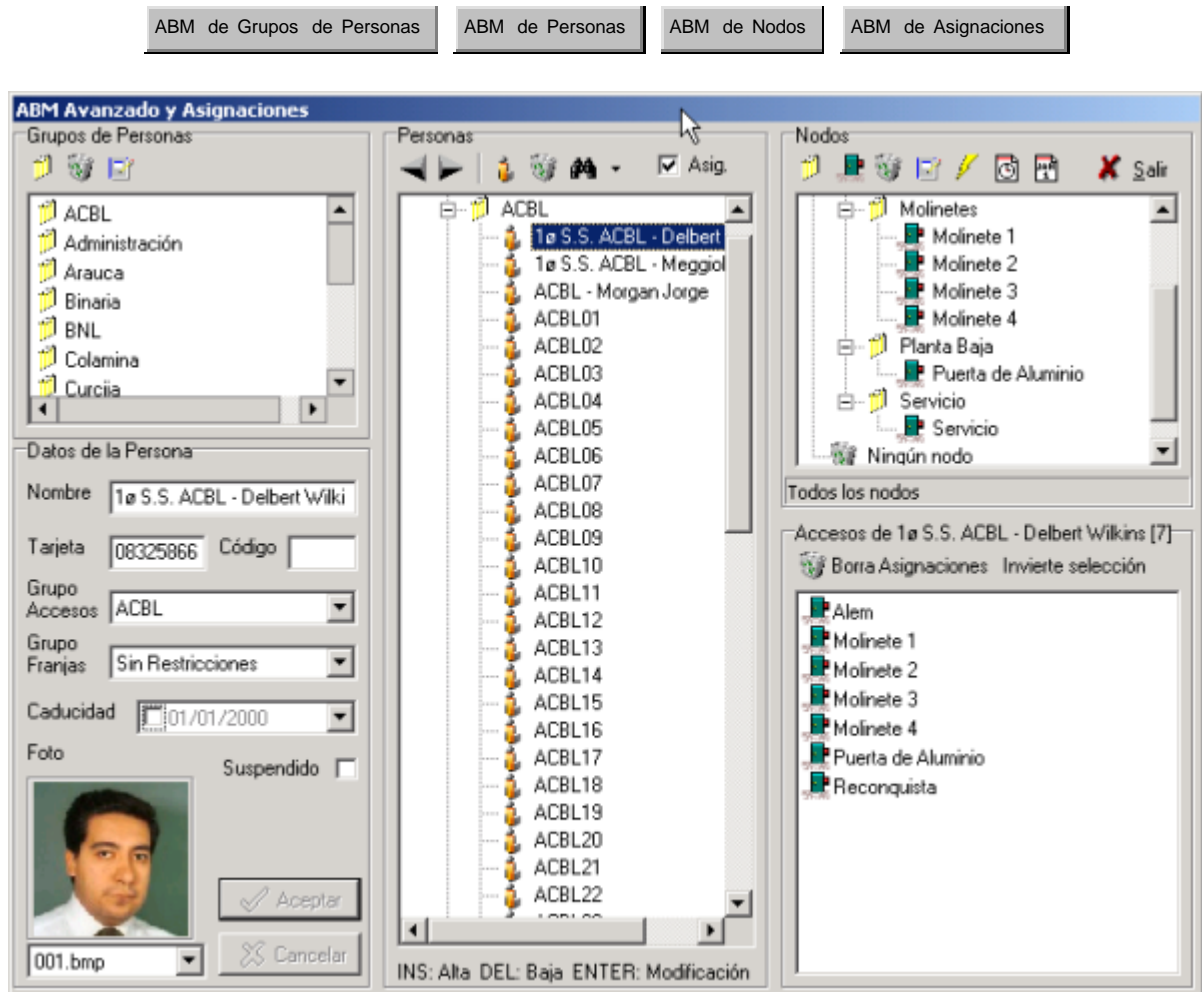 ABM de Grupos de Personas
ABM de Personas
ABM de Nodos
ABM de Asignaciones
ABM Avanzado y Asignaciones
Grupos de Personas
ACBL
Administración
Arauca
Binaria
BNL
Colamina
Curciia
Datos de la Persona
Nombre 1ø S.S. ACBL - Delbert Wilki
Tarjeta 08325866 Código
Grupo
Accesos ACBL
Grupo
Franjas Sin Restricciones
Caducidad 01/01/2000
Foto
Suspendido
Aceptar
001.bmp
Cancelar
Personas
Asig.
ACBL
1ø S.S. ACBL - Delbert
1ø S.S. ACBL - Meggiol
ACBL - Morgan Jorge
ACBL01
ACBL02
ACBL03
ACBL04
ACBL05
ACBL06
ACBL07
ACBL08
ACBL09
ACBL10
ACBL11
ACBL12
ACBL13
ACBL14
ACBL15
ACBL16
ACBL17
ACBL18
ACBL19
ACBL20
ACBL21
ACBL22
INS: Alta DEL: Baja ENTER: Modificación
Nodos
Salir
Molinetes
Molinete 1
Molinete 2
Molinete 3
Molinete 4
Planta Baja
Puerta de Aluminio
Servicio
Servicio
Ningún nodo
Todos los nodos
Accesos de 1ø S.S. ACBL - Delbert Wilkins [7]
Borra Asignaciones Invierte selección
Alem
Molinete 1
Molinete 2
Molinete 3
Molinete 4
Puerta de Aluminio
Reconquista